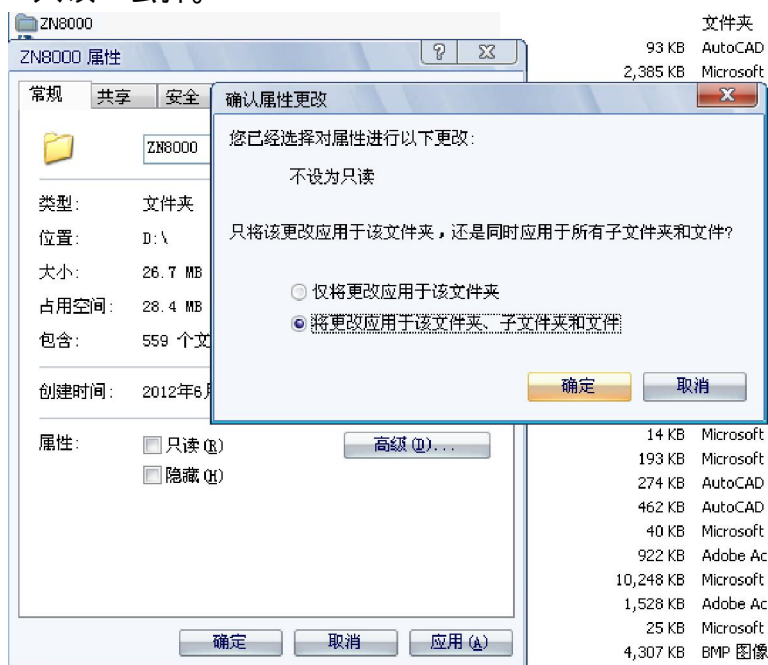 ZN8000
文件夹
93 KB AutoCAD
2,385 KB Microsoft
ZN8000 属性
常规 共享 安全
ZN8000
类型: 文件夹
位置: D:\
大小: 26.7 MB
占用空间: 28.4 MB
包含: 559 个文
创建时间: 2012年6月
属性: 只读(R) 高级(D)...
隐藏(H)
确定 取消 应用(A)
确认属性更改
您已经选择对属性进行以下更改:
不设为只读
只将该更改应用于该文件夹，还是同时应用于所有子文件夹和文件?
仅将更改应用于该文件夹
将更改应用于该文件夹、子文件夹和文件
确定 取消
14 KB Microsoft
193 KB Microsoft
274 KB AutoCAD
462 KB AutoCAD
40 KB Microsoft
922 KB Adobe Ac
10,248 KB Microsoft
1,528 KB Adobe Ac
25 KB Microsoft
4,307 KB BMP 图像